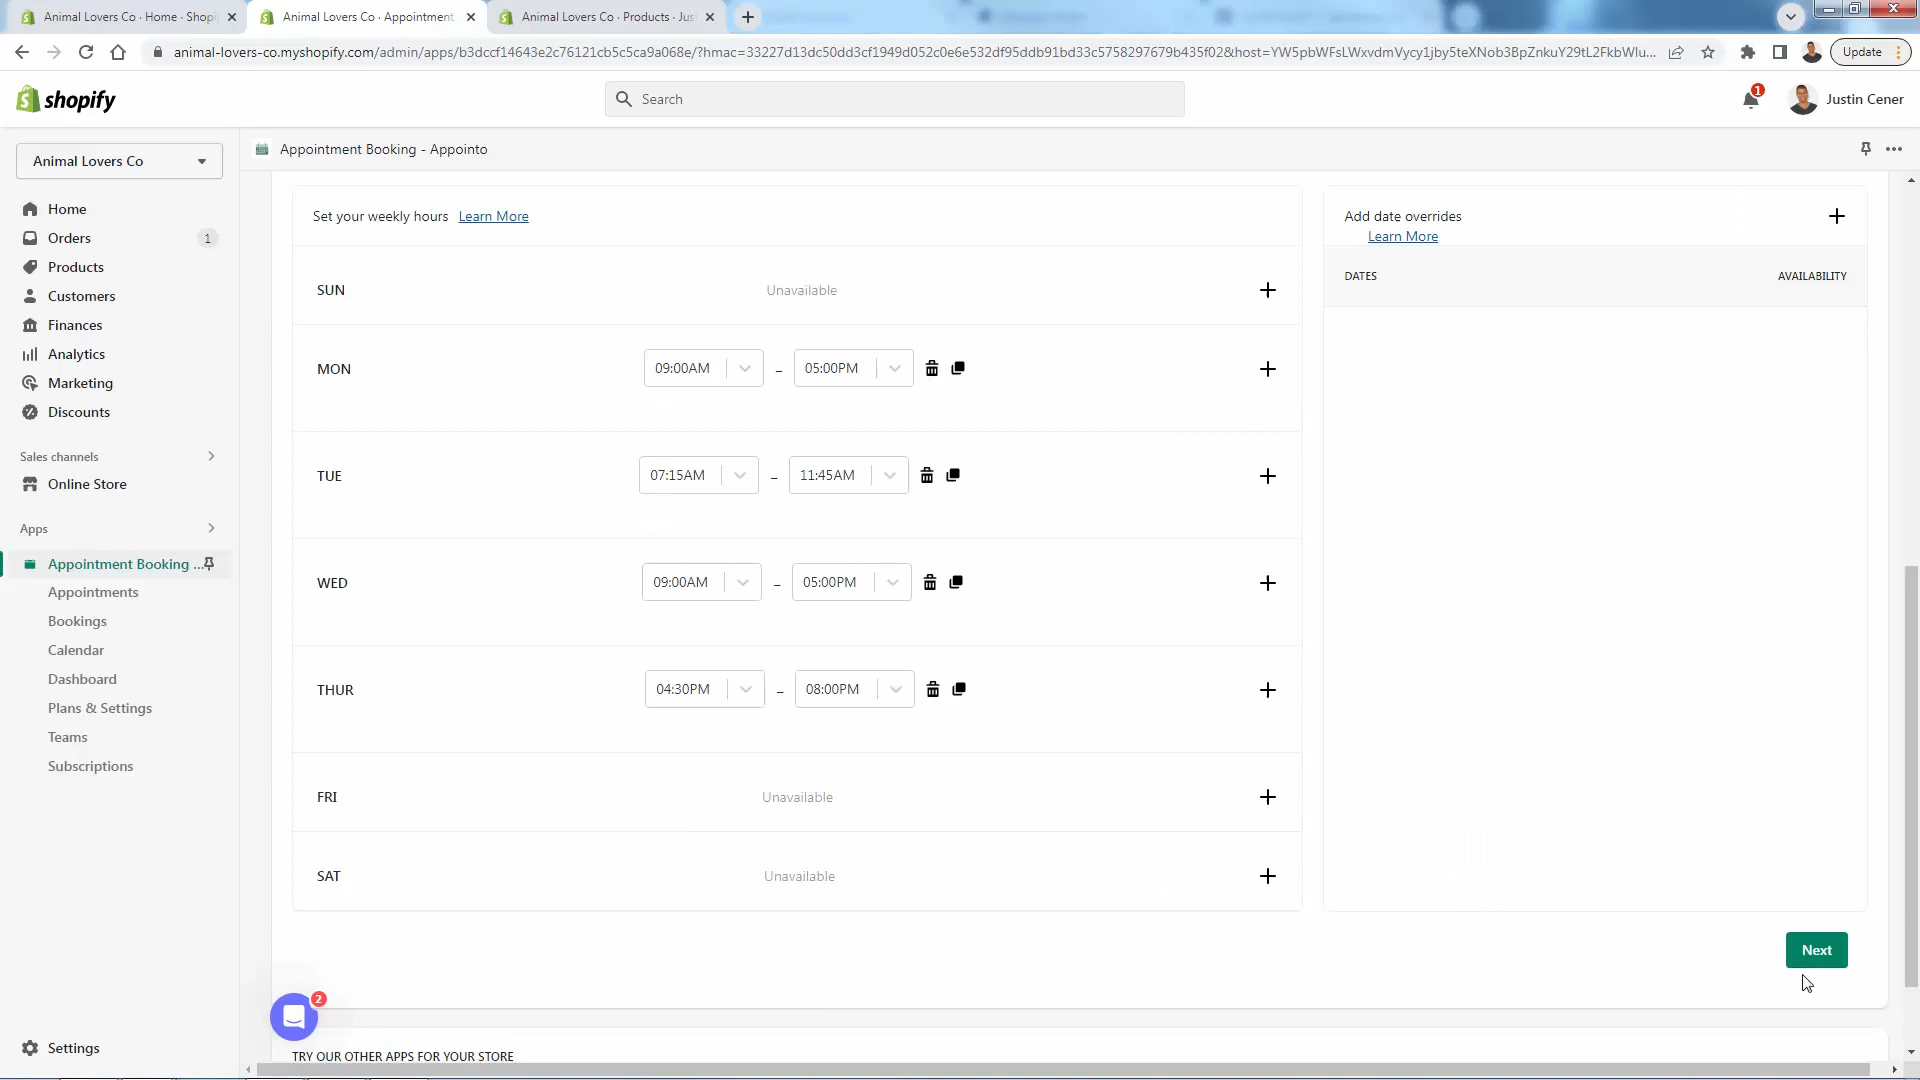 Animal Lovers Co · Home · Shopi
Animal Lovers Co · Appointment
Animal Lovers Co · Products · Jus
animal-lovers-co.myshopify.com/admin/apps/b3dccf14643e2c76121cb5c5ca9a068e/?hmac=33227d13dc50dd3cf1949d052c0e6e532df95ddb91bd33c5758297679b435f02&host=YW5pbWFsLWxvdmVycy1jby5teXNob3BpZnkuY29tL2FkbWlu...
Update
shopify
Search
1
Justin Cener
Animal Lovers Co
Appointment Booking - Appointo
Home
Orders 1
Products
Customers
Finances
Analytics
Marketing
Discounts
Sales channels
Online Store
Apps
Appointment Booking ...
Appointments
Bookings
Calendar
Dashboard
Plans & Settings
Teams
Subscriptions
Settings
Set your weekly hours Learn More
SUN Unavailable
MON 09:00AM – 05:00PM
TUE 07:15AM – 11:45AM
WED 09:00AM – 05:00PM
THUR 04:30PM – 08:00PM
FRI Unavailable
SAT Unavailable
Add date overrides
Learn More
DATES AVAILABILITY
Next
2
TRY OUR OTHER APPS FOR YOUR STORE